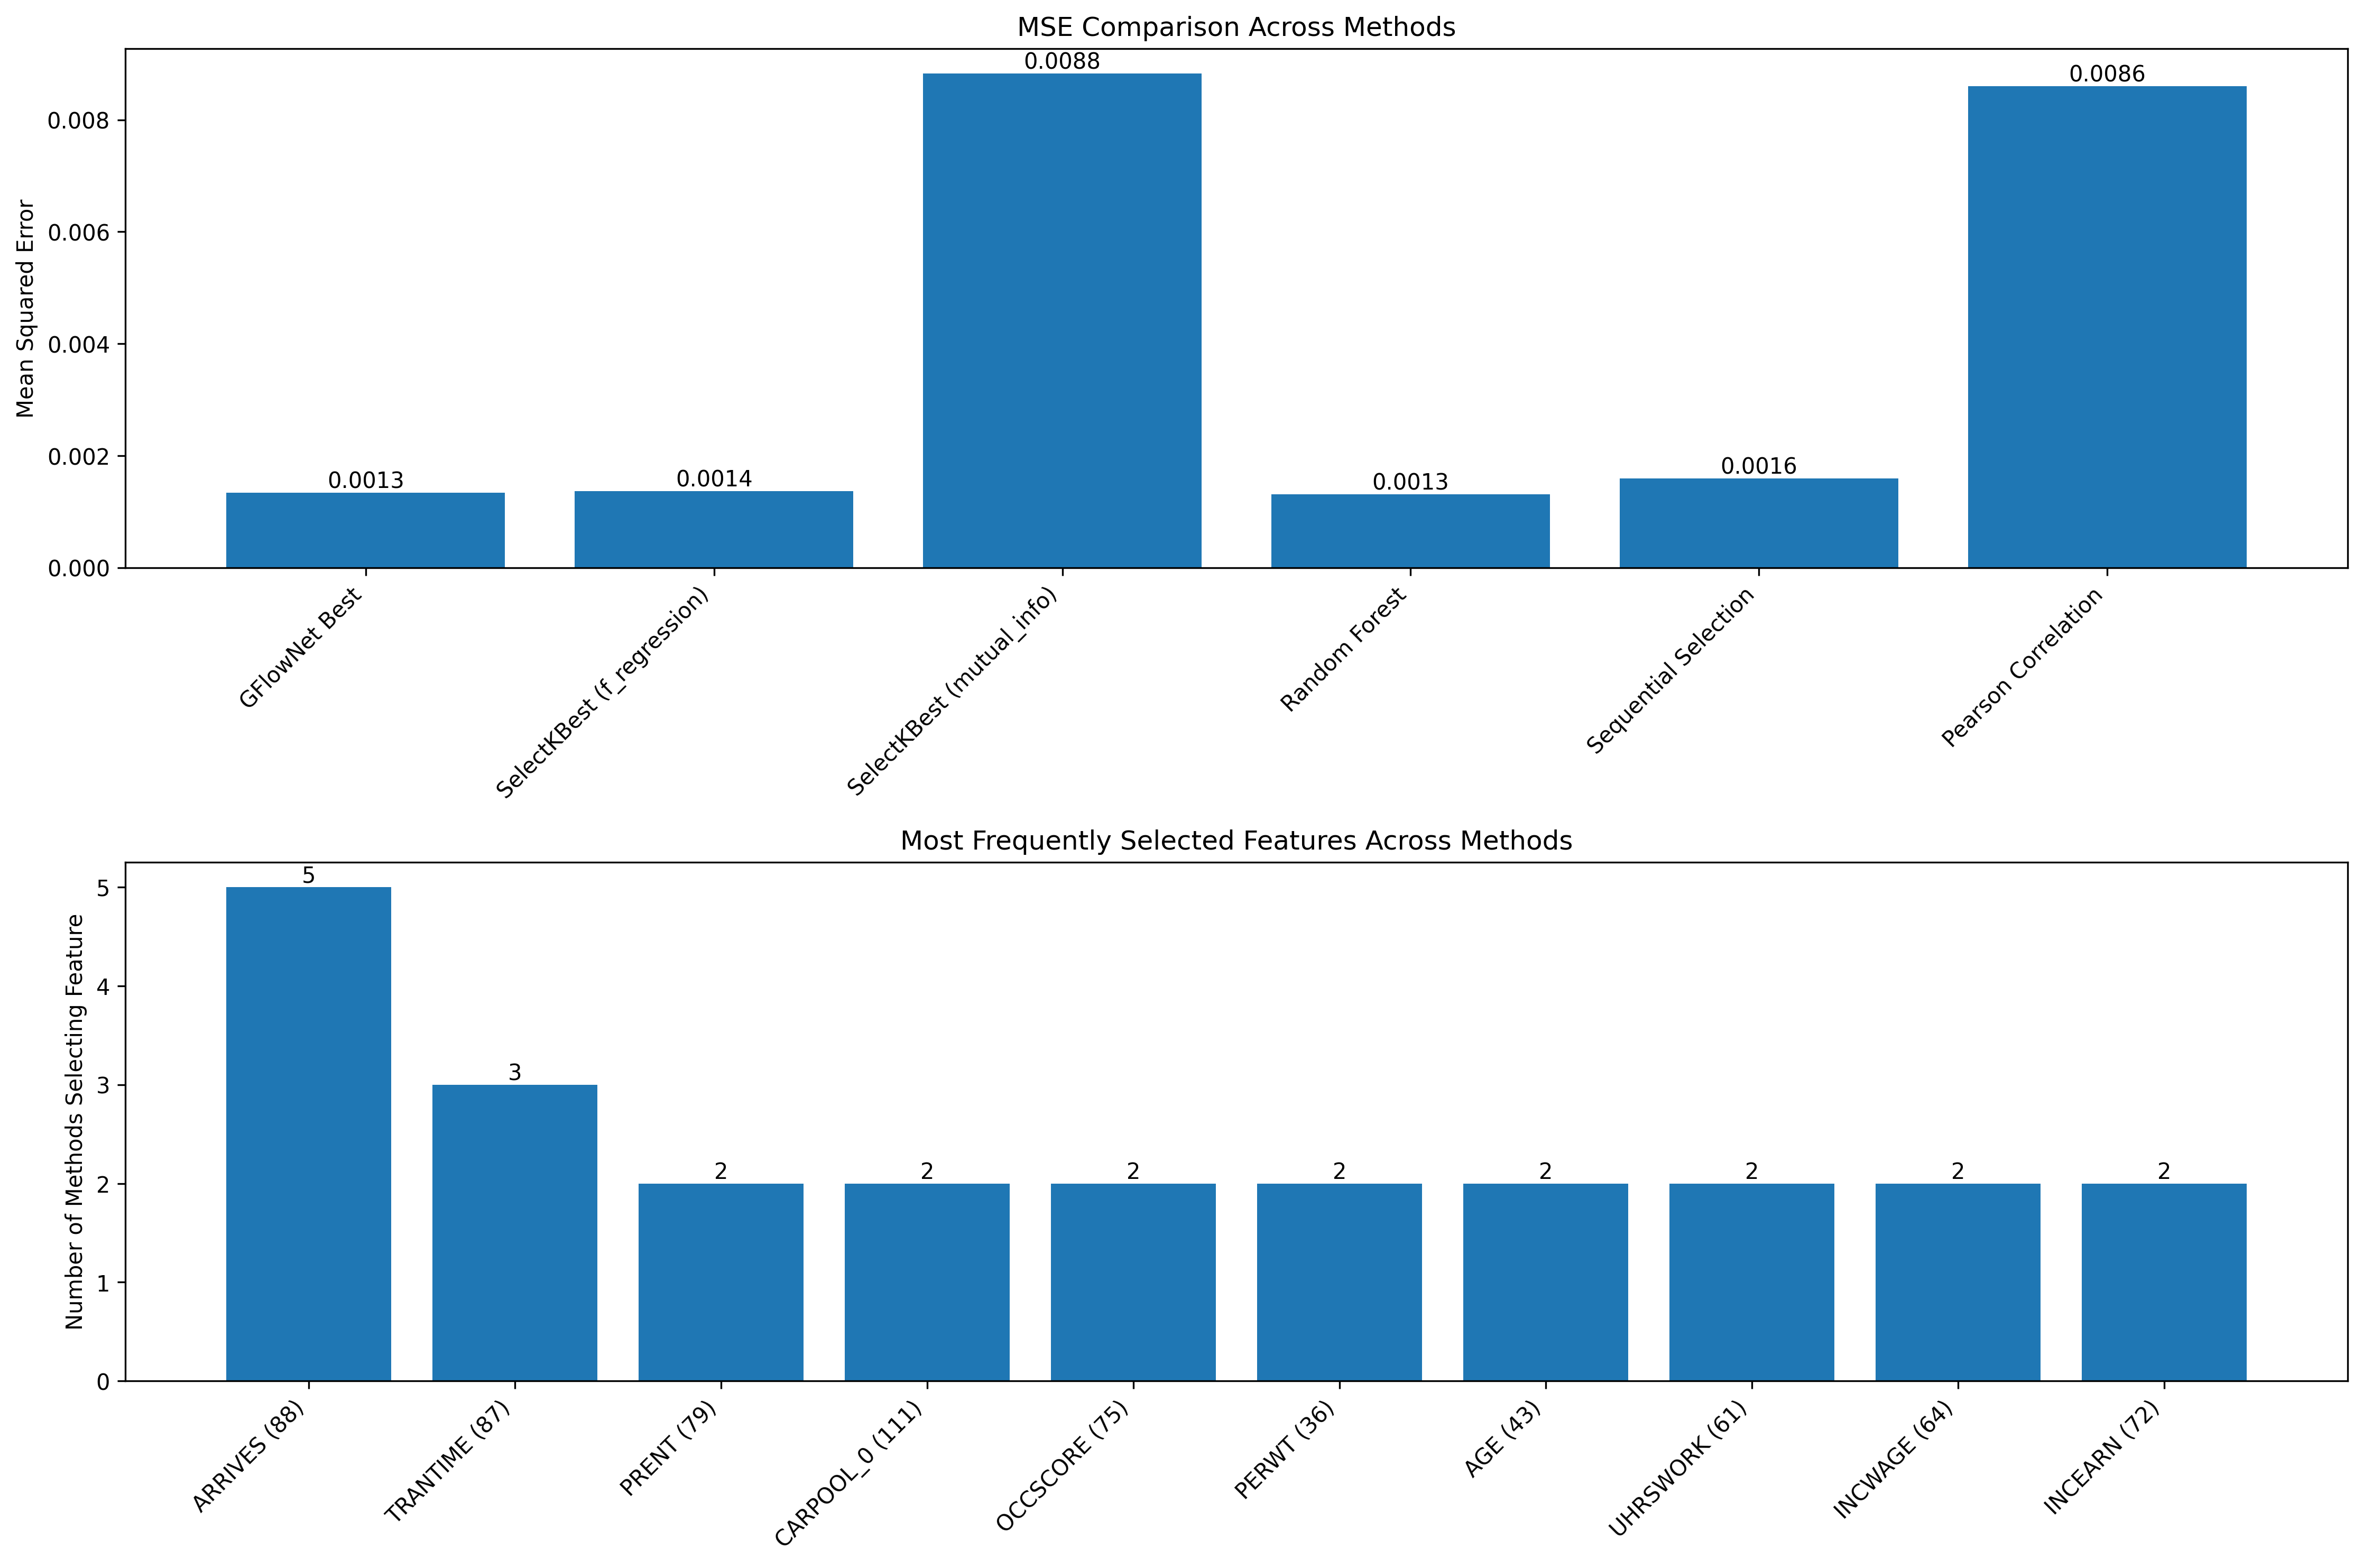 MSE Comparison Across Methods
Mean Squared Error
0.008
0.006
0.004
0.002
0.000
0.0013
0.0014
0.0088
0.0013
0.0016
0.0086
GFlowNet Best
SelectKBest (f_regression)
SelectKBest (mutual_info)
Random Forest
Sequential Selection
Pearson Correlation
Most Frequently Selected Features Across Methods
Number of Methods Selecting Feature
5
4
3
2
1
0
5
3
2
2
2
2
2
2
2
2
ARRIVES (88)
TRANTIME (87)
PRENT (79)
CARPOOL_0 (111)
OCCSCORE (75)
PERWT (36)
AGE (43)
UHRSWORK (61)
INCWAGE (64)
INCEARN (72)